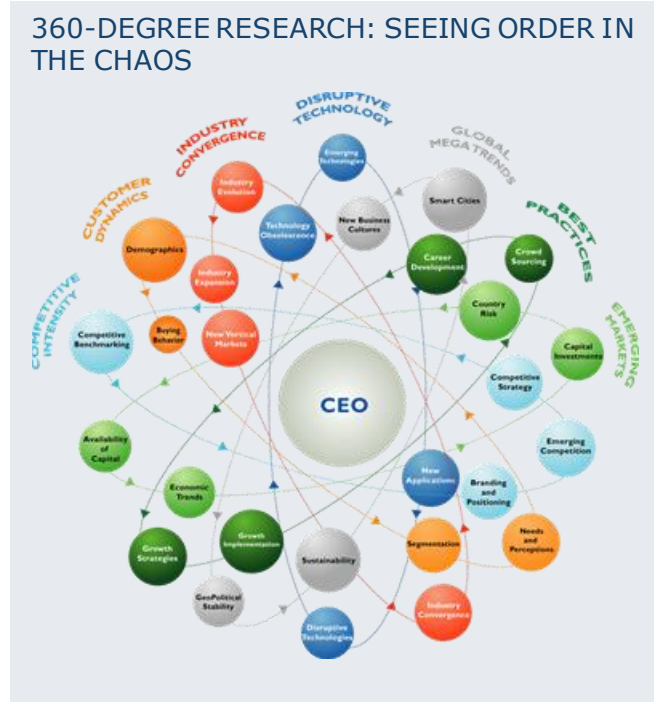 360-DEGREE RESEARCH: SEEING ORDER IN
THE CHAOS
DISRUPTIVE
TECHNOLOGY
INDUSTRY
CONVERGENCE
GLOBAL
MEGA TRENDS
CUSTOMER
DYNAMICS
BEST
PRACTICES
COMPETITIVE
INTENSITY
EMERGING
MARKETS
Emerging
Technologies
Industry
Evolution
Smart Cities
New Business
Cultures
Technology
Obsolescence
Demographics
Career
Development
Crowd
Sourcing
Industry
Expansion
Country
Risk
Competitive
Benchmarking
Buying
Behavior
New Vertical
Markets
Capital
Investments
Competitive
Strategy
CEO
Availability
of
Capital
Emerging
Competition
Economic
Trends
New
Applications
Branding
and
Positioning
Growth
Strategies
Growth
Implementation
Sustainability
Segmentation
Needs
and
Perceptions
GeoPolitical
Stability
Disruptive
Technologies
Industry
Convergence